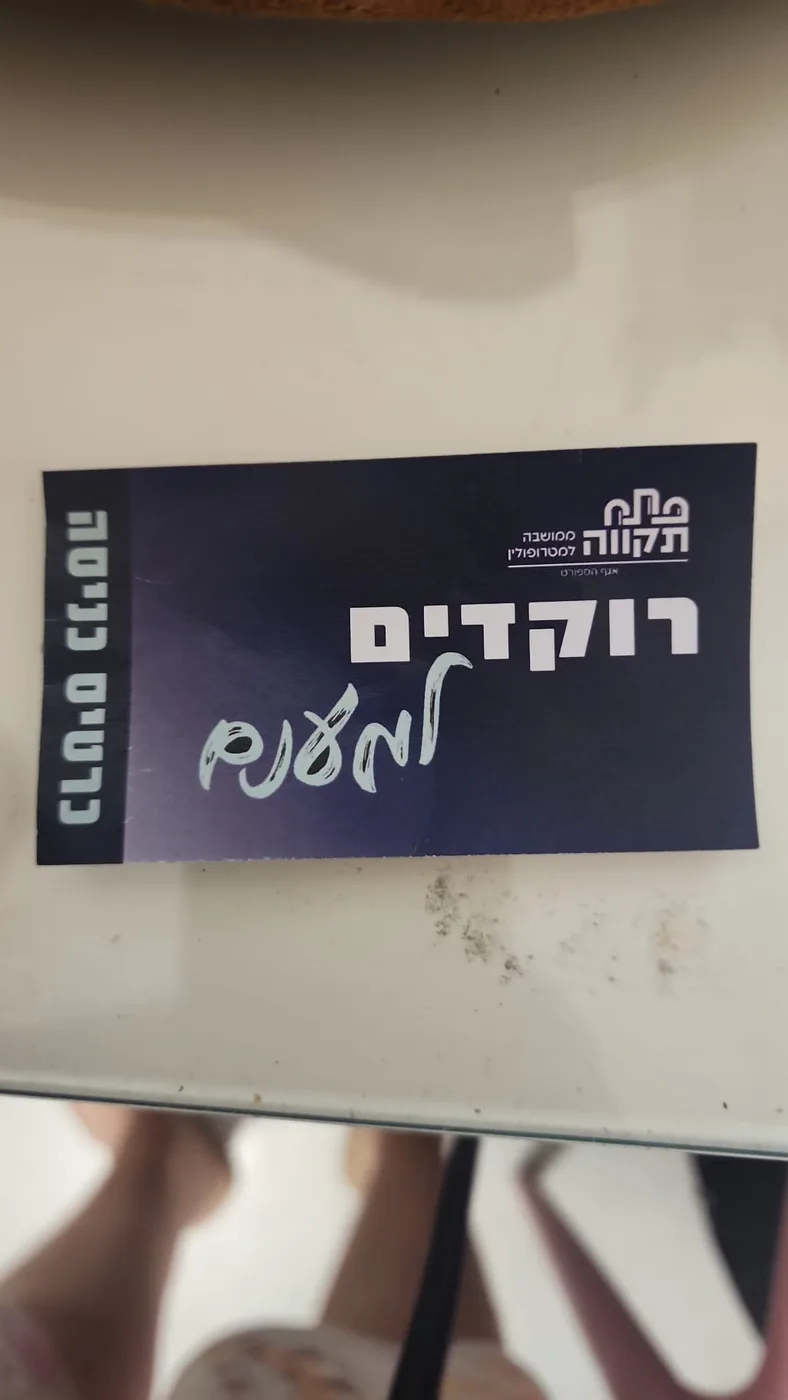 פתח
תקווה
ממושבה
למטרופולין
אגף הספורט
רוקדים
למענם
כרטיס כניסה